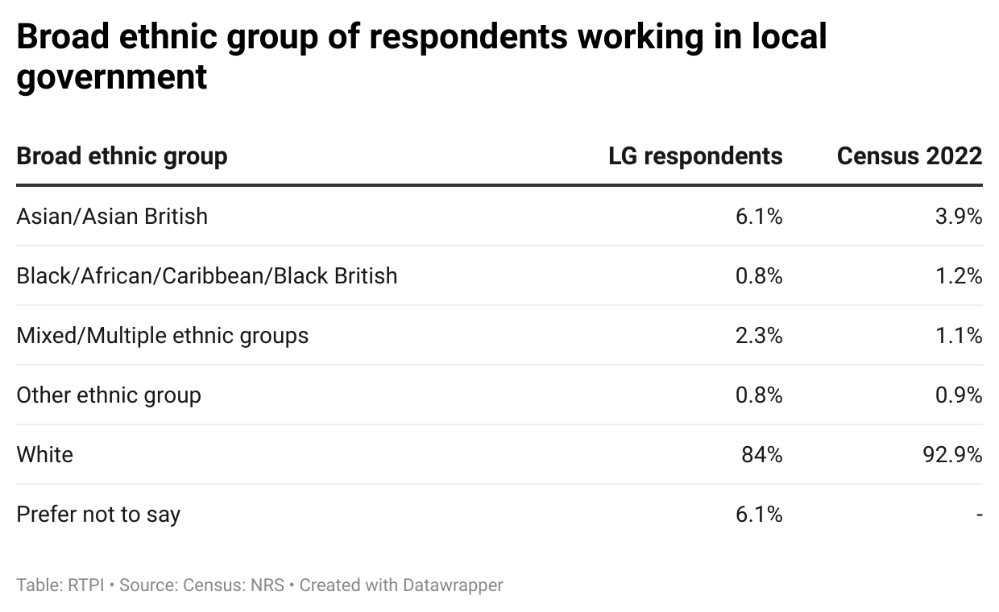 Broad ethnic group of respondents working in local
government
Broad ethnic group LG respondents Census 2022
Asian/Asian British 6.1% 3.9%
Black/African/Caribbean/Black British 0.8% 1.2%
Mixed/Multiple ethnic groups 2.3% 1.1%
Other ethnic group 0.8% 0.9%
White 84% 92.9%
Prefer not to say 6.1% -
Table: RTPI • Source: Census: NRS • Created with Datawrapper